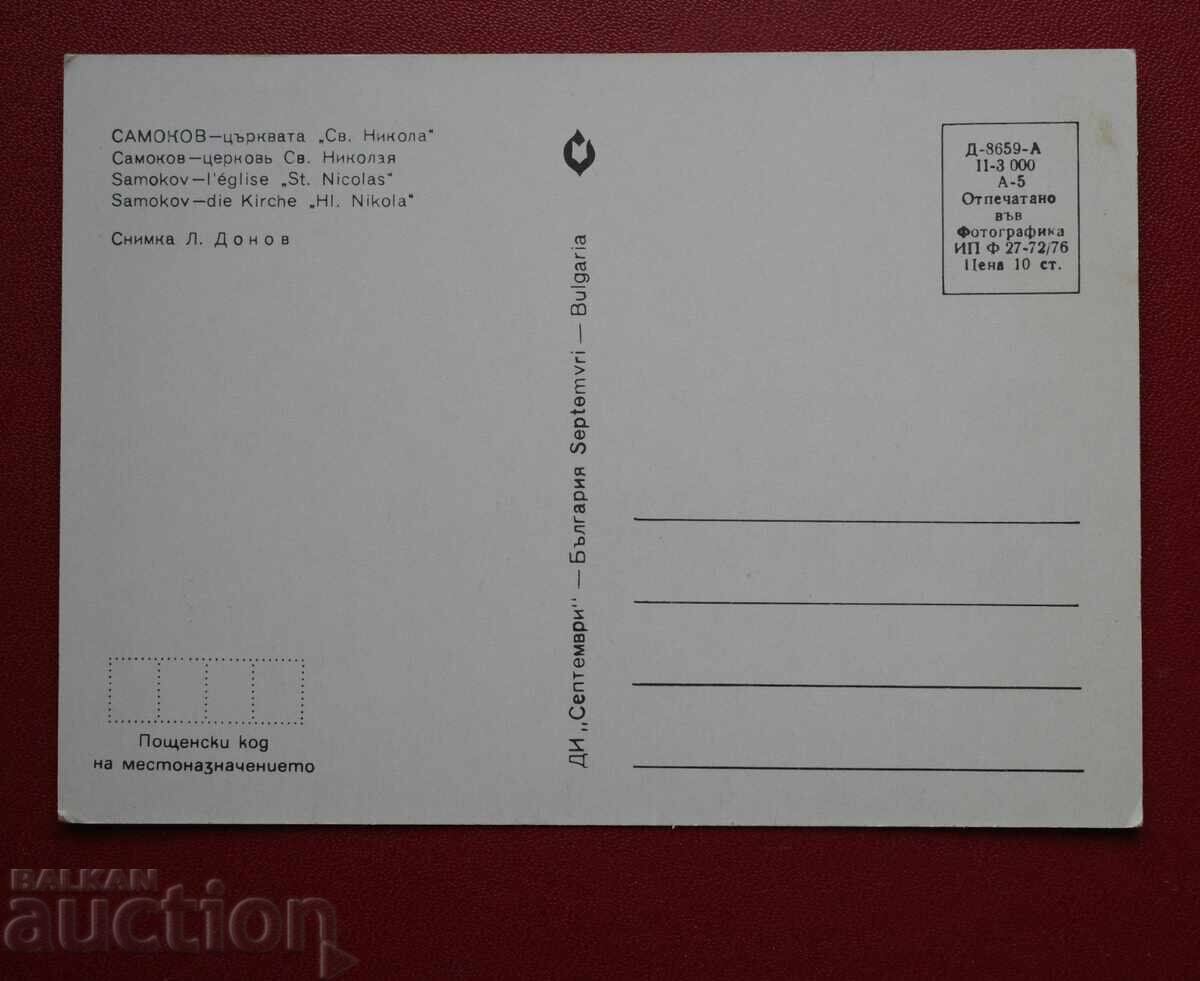 САМОКОВ—църквата „Св. Никола“
Самоков—церковь Св. Николзя
Samokov—l'église „St. Nicolas“
Samokov—die Kirche „Hl. Nikola“
Снимка Л. Донов
Пощенски код
на местоназначението
ДИ „Септември" — България Septemvri — Bulgaria
Д-8659-А
II-3 000
А-5
Отпечатано
във
Фотографика
ИП Ф 27-72/76
Цена 10 ст.
BALKAN
auction